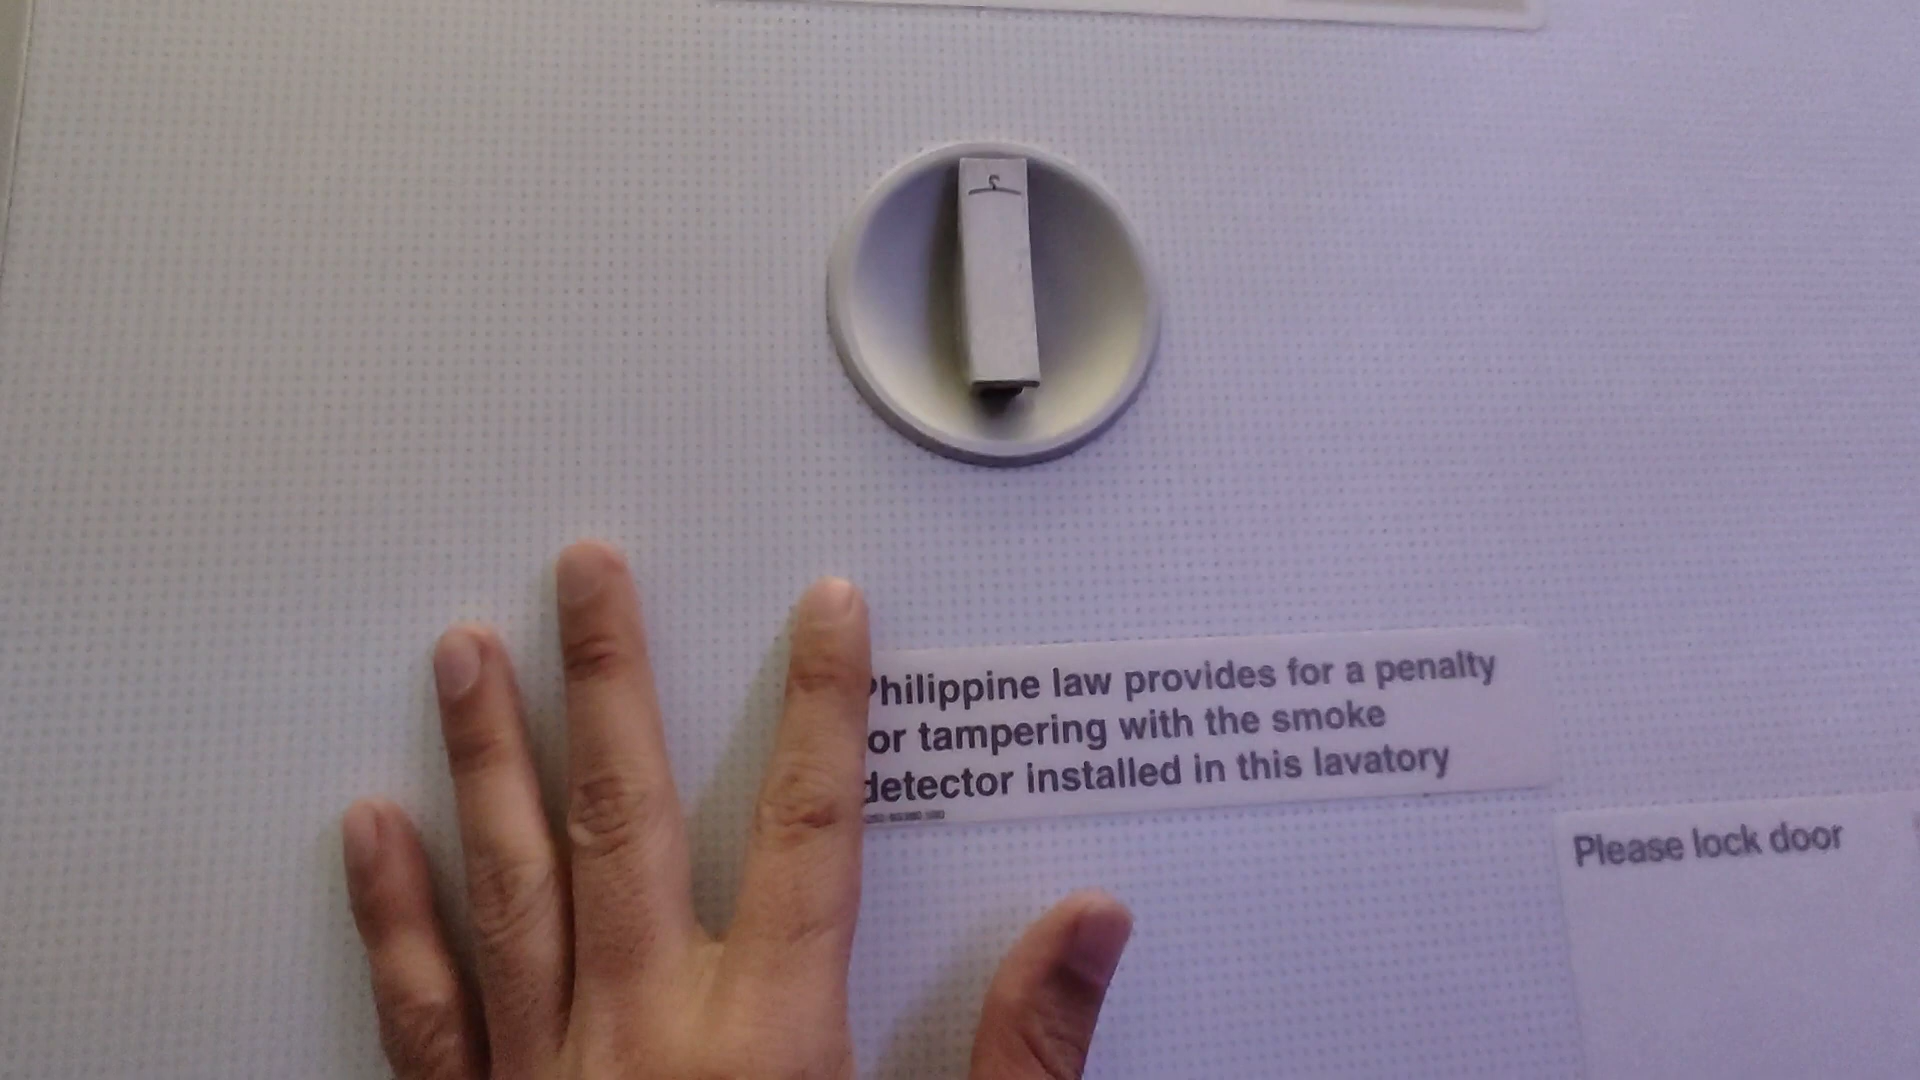 Philippine law provides for a penalty
or tampering with the smoke
detector installed in this lavatory
Please lock door